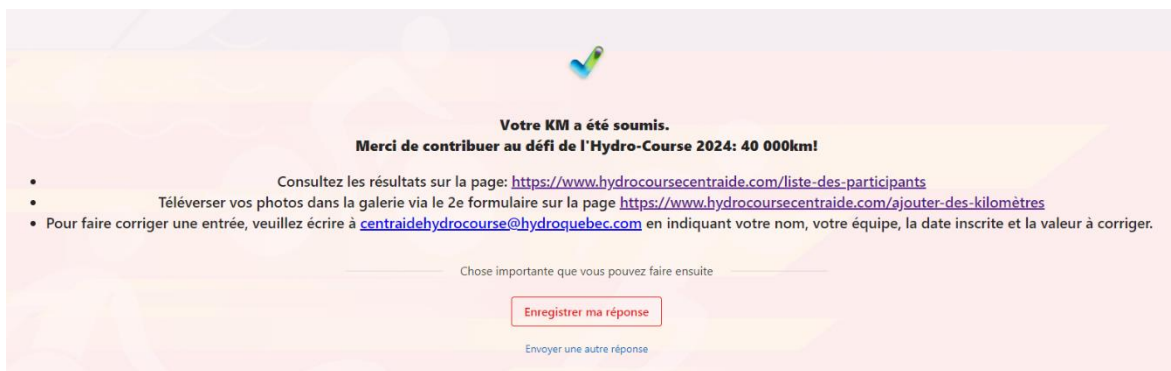 Votre KM a été soumis.
Merci de contribuer au défi de l'Hydro-Course 2024: 40 000km!
• Consultez les résultats sur la page: https://www.hydrocoursecentraide.com/liste-des-participants
• Téléverser vos photos dans la galerie via le 2e formulaire sur la page https://www.hydrocoursecentraide.com/ajouter-des-kilomètres
• Pour faire corriger une entrée, veuillez écrire à centraidehydrocourse@hydroquebec.com en indiquant votre nom, votre équipe, la date inscrite et la valeur à corriger.
Chose importante que vous pouvez faire ensuite
Enregistrer ma réponse
Envoyer une autre réponse